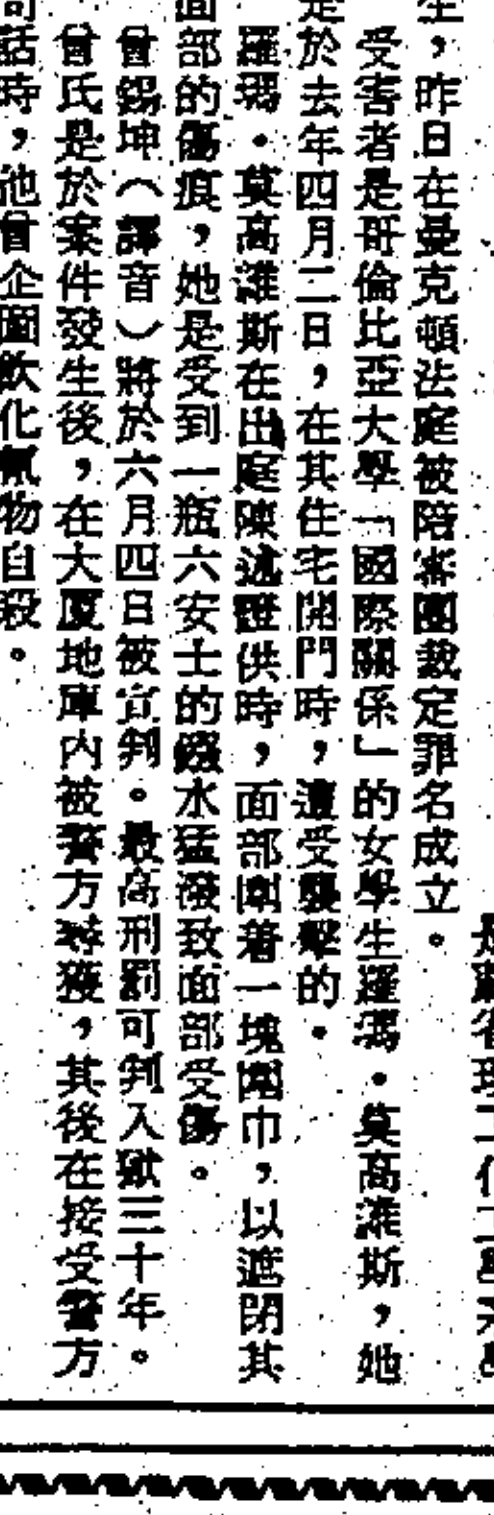 生，昨日在曼克頓法庭被陪審團裁定罪名成立。
受害者是哥倫比亞大學「國際關係」的女學生羅瑪．莫高維斯，她
是於去年四月二日，在其住宅開門時，遭受襲擊的．
羅瑪．莫高維斯在出庭陳述證供時，面部圍着一塊圍巾，以遮閉其
面部的傷痕，她是受到一瓶六安士的鏹水猛潑致面部受傷。
曾錫坤（譯音）將於六月四日被宣判。最高刑罰可判入獄三十年。
曾氏是於案件發生後，在大廈地庫內被警方尋獲，其後在接受警方
問話時，他曾企圖飲化氰物自殺。